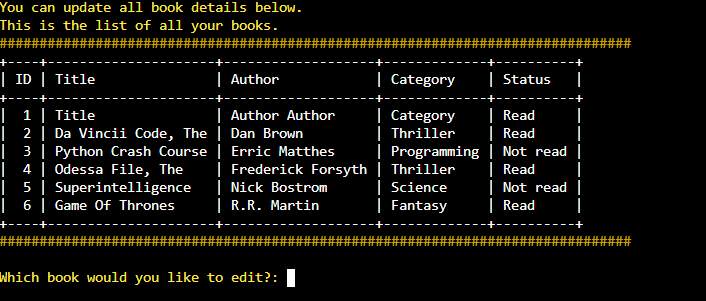 You can update all book details below.
This is the list of all your books.
###############################################################################
+----+---------------------+-------------------+-------------+----------+
| ID | Title               | Author            | Category    | Status   |
+----+---------------------+-------------------+-------------+----------+
|  1 | Title               | Author Author     | Category    | Read     |
|  2 | Da Vincii Code, The | Dan Brown         | Thriller    | Read     |
|  3 | Python Crash Course | Erric Matthes     | Programming | Not read |
|  4 | Odessa File, The    | Frederick Forsyth | Thriller    | Read     |
|  5 | Superintelligence   | Nick Bostrom      | Science     | Not read |
|  6 | Game Of Thrones     | R.R. Martin       | Fantasy     | Read     |
+----+---------------------+-------------------+-------------+----------+
###############################################################################
Which book would you like to edit?: